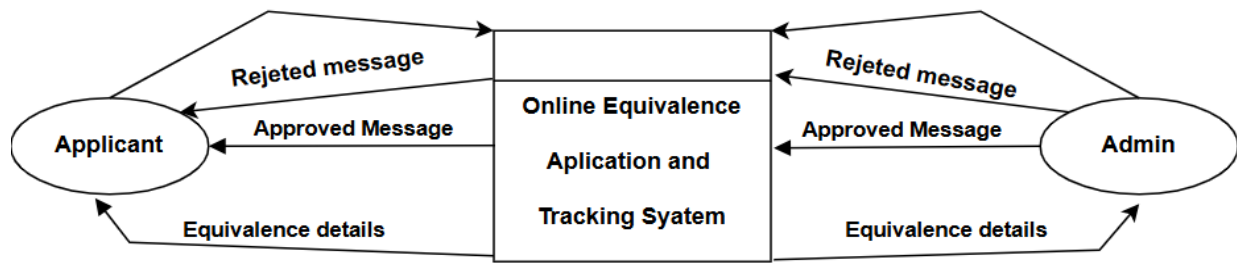 Rejeted message
Rejeted message
Online Equivalence
Aplication and
Tracking Syatem
Applicant
Approved Message
Approved Message
Admin
Equivalence details
Equivalence details